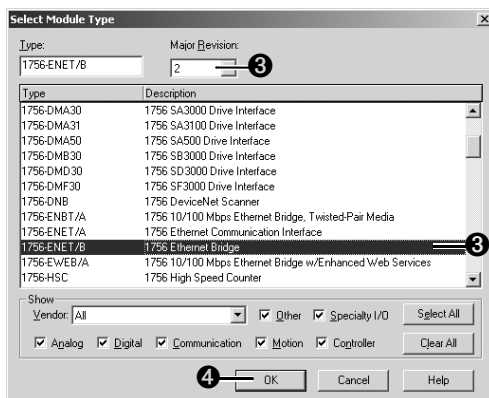 Select Module Type
Type:
Major Revision:
1756-ENET/B
2
3
Type Description
1756-DMA30 1756 SA3000 Drive Interface
1756-DMA31 1756 SA3100 Drive Interface
1756-DMA50 1756 SA500 Drive Interface
1756-DMB30 1756 SB3000 Drive Interface
1756-DMD30 1756 SD3000 Drive Interface
1756-DMF30 1756 SF3000 Drive Interface
1756-DNB 1756 DeviceNet Scanner
1756-ENBT/A 1756 10/100 Mbps Ethernet Bridge, Twisted-Pair Media
1756-ENET/A 1756 Ethernet Communication Interface
1756-ENET/B 1756 Ethernet Bridge 3
1756-EWEB/A 1756 10/100 Mbps Ethernet Bridge w/Enhanced Web Services
1756-HSC 1756 High Speed Counter
Show
Vendor: All Other Specialty I/O Select All
Analog Digital Communication Motion Controller Clear All
4 OK Cancel Help